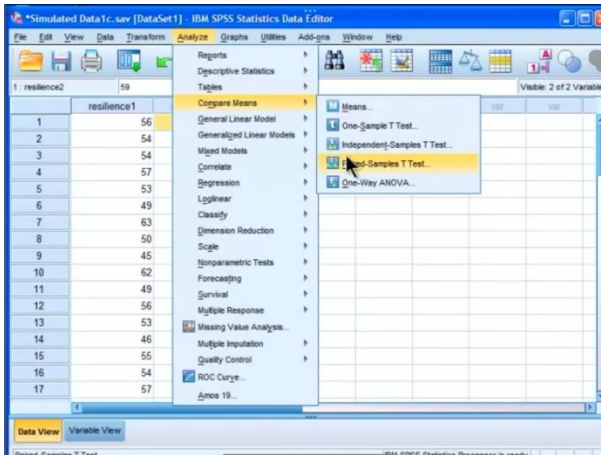 *Simulated Data1c.sav [DataSet1] - IBM SPSS Statistics Data Editor
File Edit View Data Transform Analyze Graphs Utilities Add-ons Window Help
1 : resilience2 59 Visible: 2 of 2 Variable
resilience1 var var
1 56
2 54
3 54
4 57
5 53
6 49
7 63
8 50
9 45
10 62
11 49
12 56
13 53
14 46
15 55
16 54
17 57
Reports
Descriptive Statistics
Tables
Compare Means
General Linear Model
Generalized Linear Models
Mixed Models
Correlate
Regression
Loglinear
Classify
Dimension Reduction
Scale
Nonparametric Tests
Forecasting
Survival
Multiple Response
Missing Value Analysis...
Multiple Imputation
Quality Control
ROC Curve...
Amos 19...
Means...
One-Sample T Test...
Independent-Samples T Test...
Paired-Samples T Test...
One-Way ANOVA...
Data View Variable View
Paired-Samples T Test IBM SPSS Statistics Processor is ready